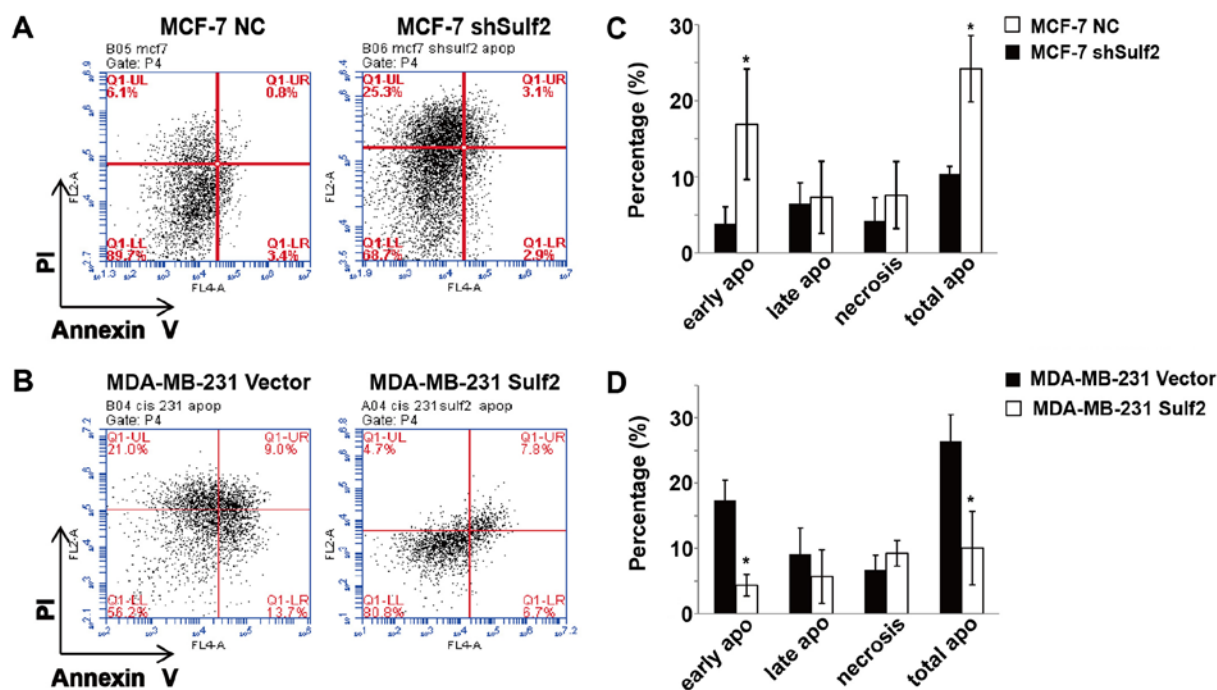 A
MCF-7 NC
B05 mcf7
Gate: P4
Q1-UL
6.1%
Q1-UR
0.8%
Q1-LL
89.7%
Q1-LR
3.4%
FL2-A
FL4-A
MCF-7 shSulf2
B06 mcf7 shsulf2 apop
Gate: P4
Q1-UL
25.3%
Q1-UR
3.1%
Q1-LL
68.7%
Q1-LR
2.9%
FL2-A
FL4-A
PI
Annexin V
C
Percentage (%)
30
20
10
0
*
*
early apo
late apo
necrosis
total apo
MCF-7 NC
MCF-7 shSulf2
B
MDA-MB-231 Vector
B04 cis 231 apop
Gate: P4
Q1-UL
21.0%
Q1-UR
9.0%
Q1-LL
56.2%
Q1-LR
13.7%
FL2-A
FL4-A
MDA-MB-231 Sulf2
A04 cis 231sulf2 apop
Gate: P4
Q1-UL
4.7%
Q1-UR
7.8%
Q1-LL
80.8%
Q1-LR
6.7%
FL2-A
FL4-A
PI
Annexin V
D
Percentage (%)
30
20
10
0
*
*
early apo
late apo
necrosis
total apo
MDA-MB-231 Vector
MDA-MB-231 Sulf2